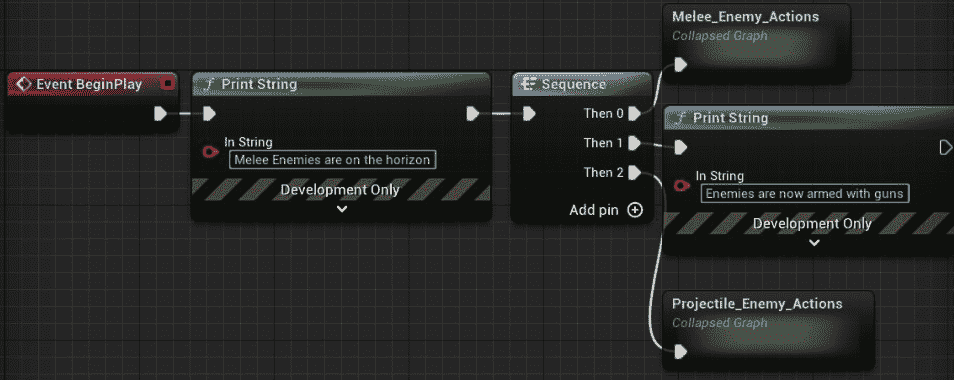 Event BeginPlay
Print String
In String
Melee Enemies are on the horizon
Development Only
Sequence
Then 0
Then 1
Then 2
Add pin
Melee_Enemy_Actions
Collapsed Graph
Print String
In String
Enemies are now armed with guns
Development Only
Projectile_Enemy_Actions
Collapsed Graph